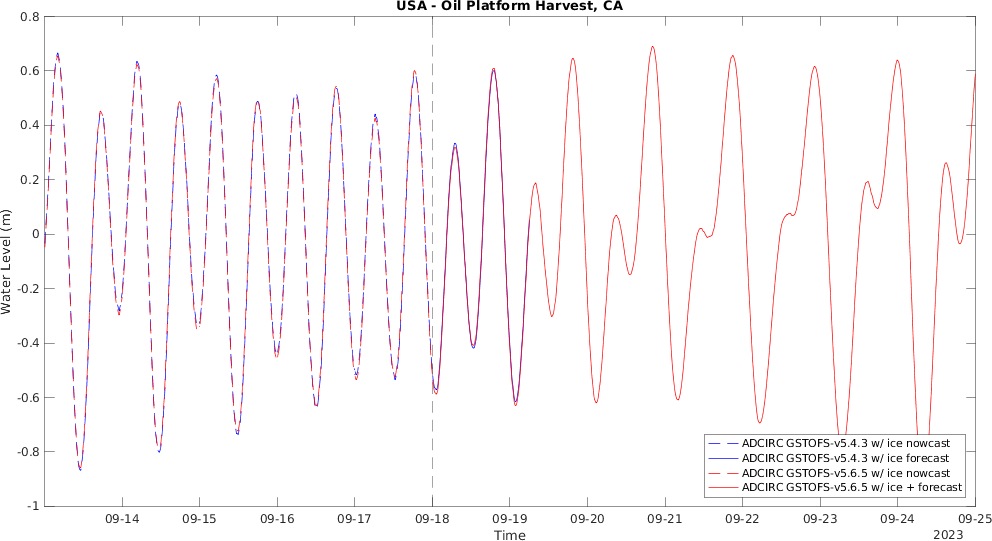 USA - Oil Platform Harvest, CA
0.8
0.6
0.4
0.2
0
-0.2
-0.4
-0.6
-0.8
-1
Water Level (m)
09-14 09-15 09-16 09-17 09-18 09-19 09-20 09-21 09-22 09-23 09-24 09-25
Time
2023
ADCIRC GSTOFS-v5.4.3 w/ ice nowcast
ADCIRC GSTOFS-v5.4.3 w/ ice forecast
ADCIRC GSTOFS-v5.6.5 w/ ice nowcast
ADCIRC GSTOFS-v5.6.5 w/ ice + forecast